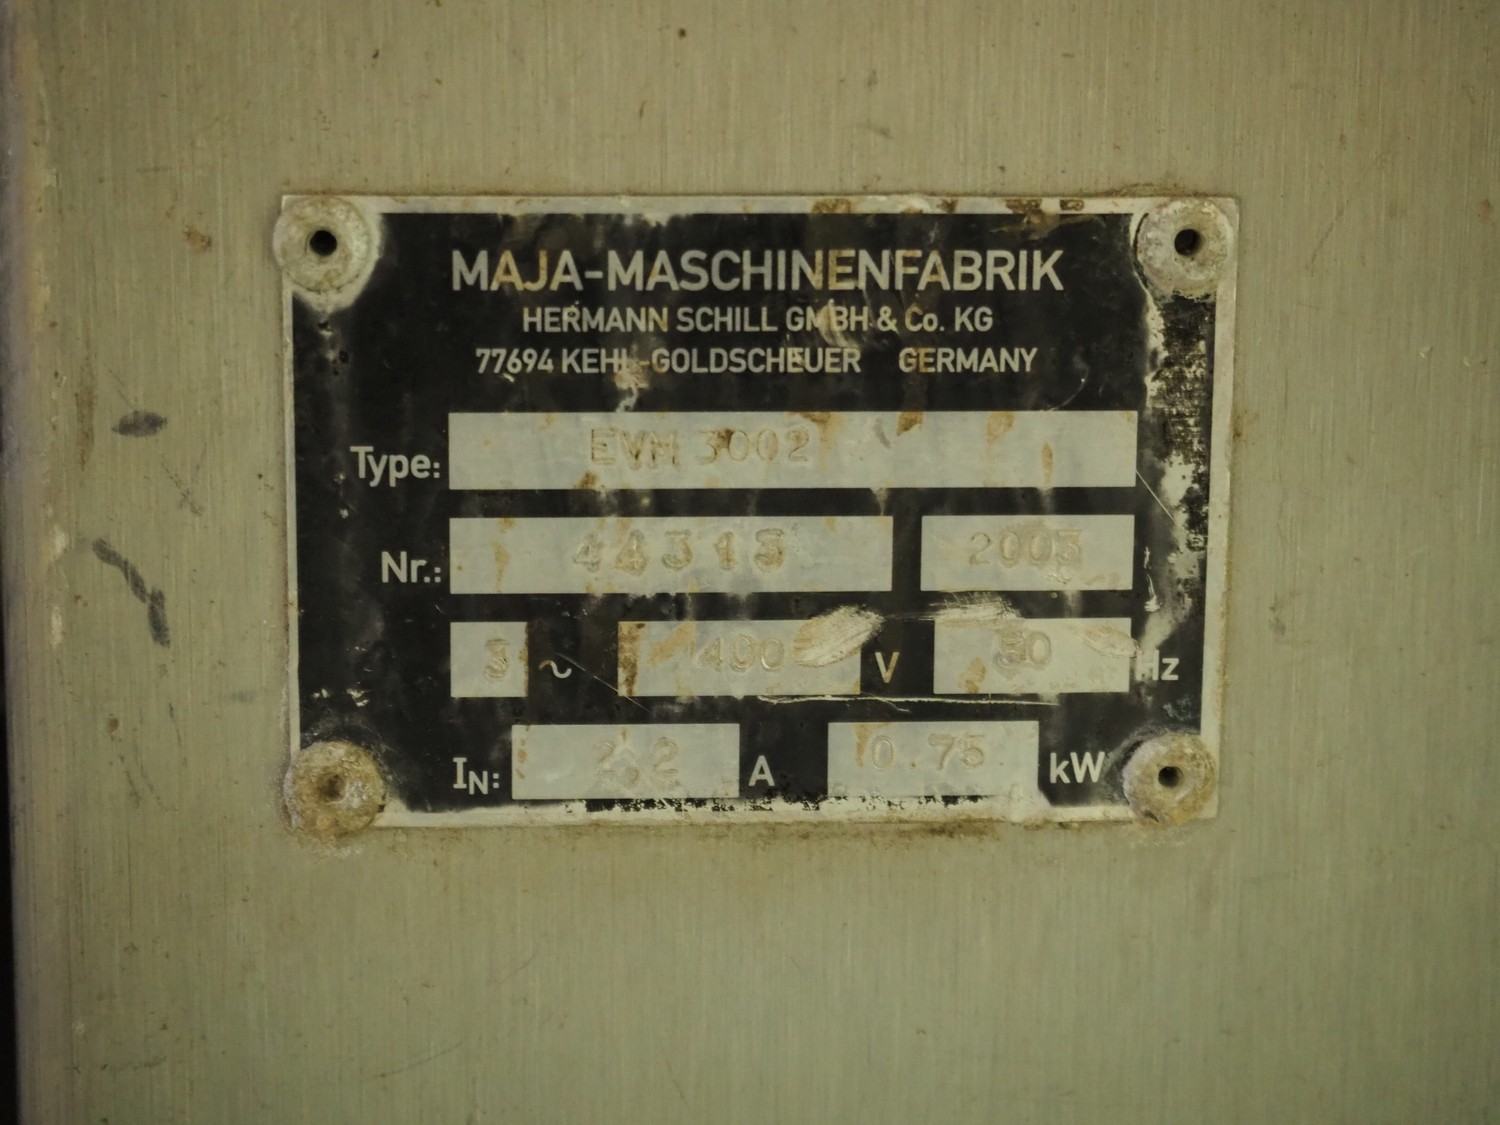 MAJA-MASCHINENFABRIK
HERMANN SCHILL GMBH & Co. KG
77694 KEHL-GOLDSCHEUER GERMANY
Type: EVM 3002
Nr.: 44313 2003
3 ~ 400 V 50 Hz
IN: 2.2 A 0.75 kW